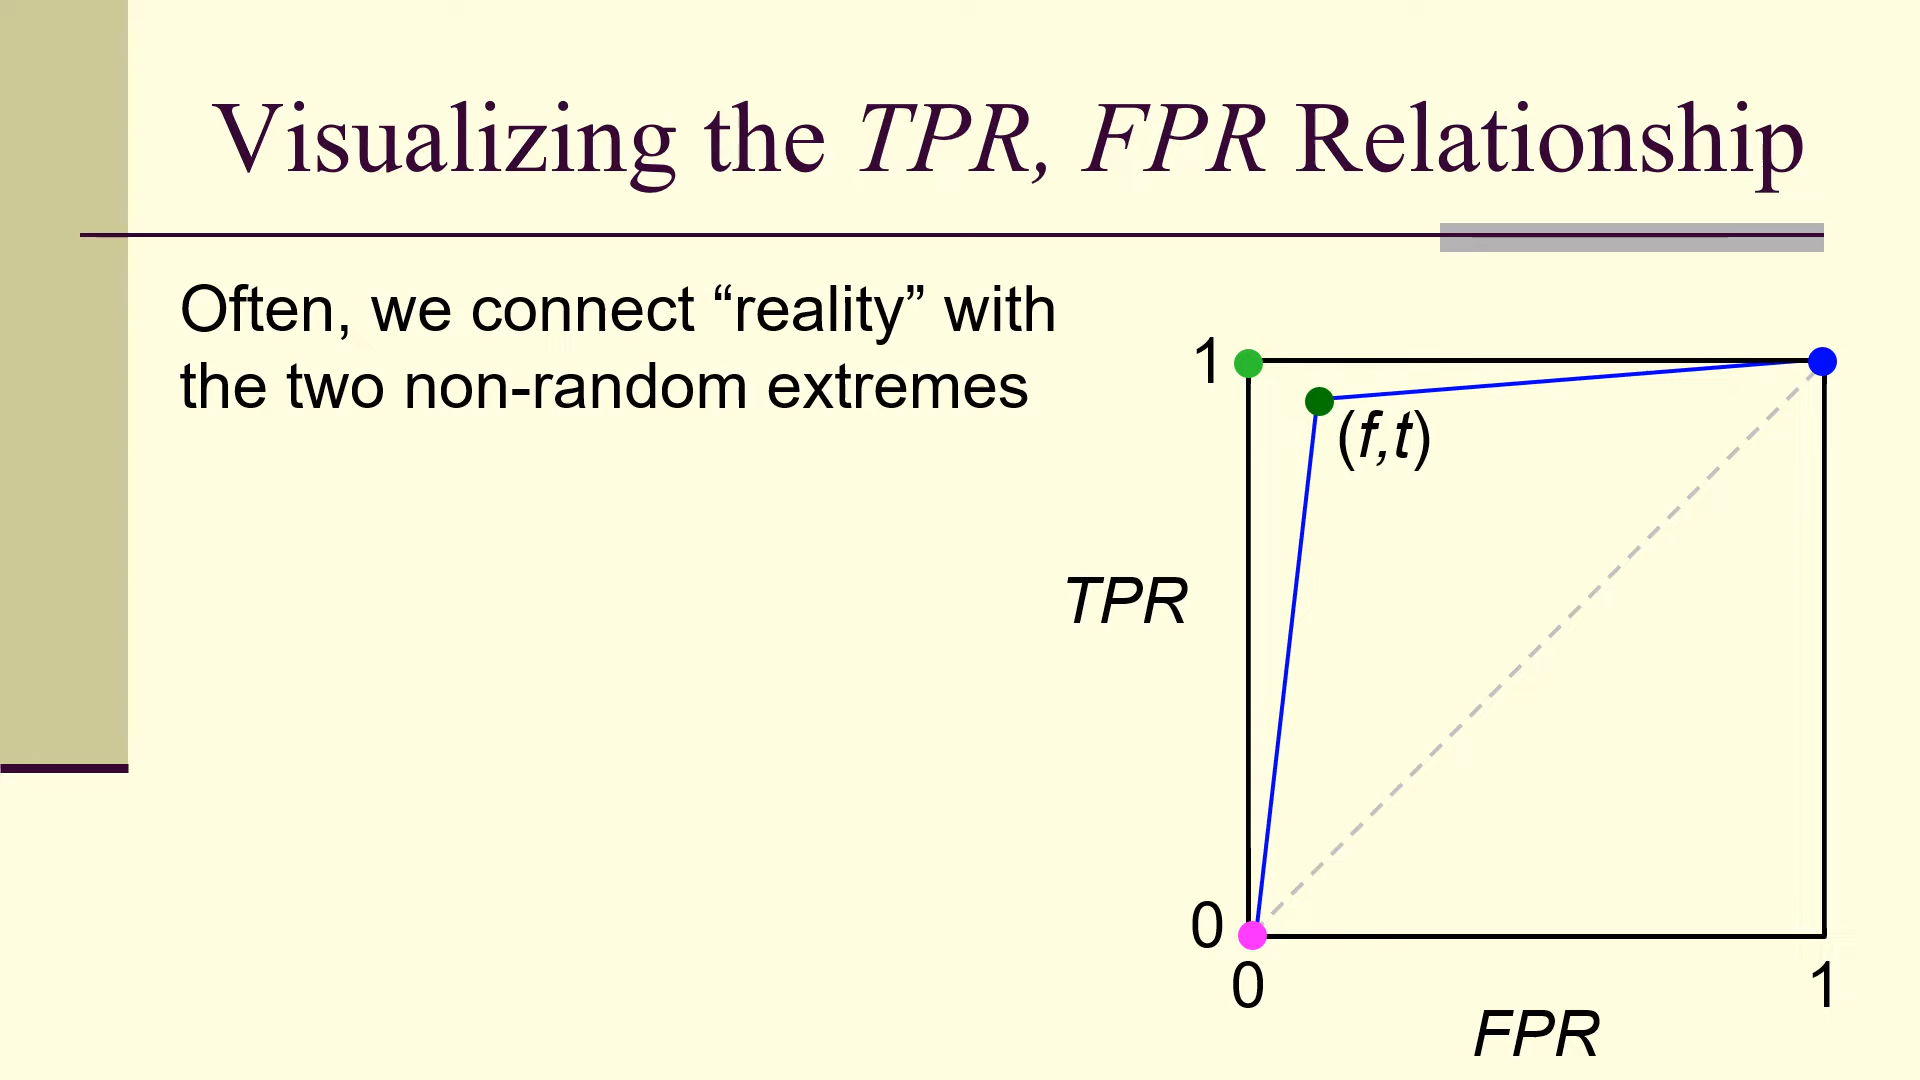 Visualizing the TPR, FPR Relationship
Often, we connect “reality” with
the two non-random extremes
1
(f,t)
TPR
0
0
1
FPR